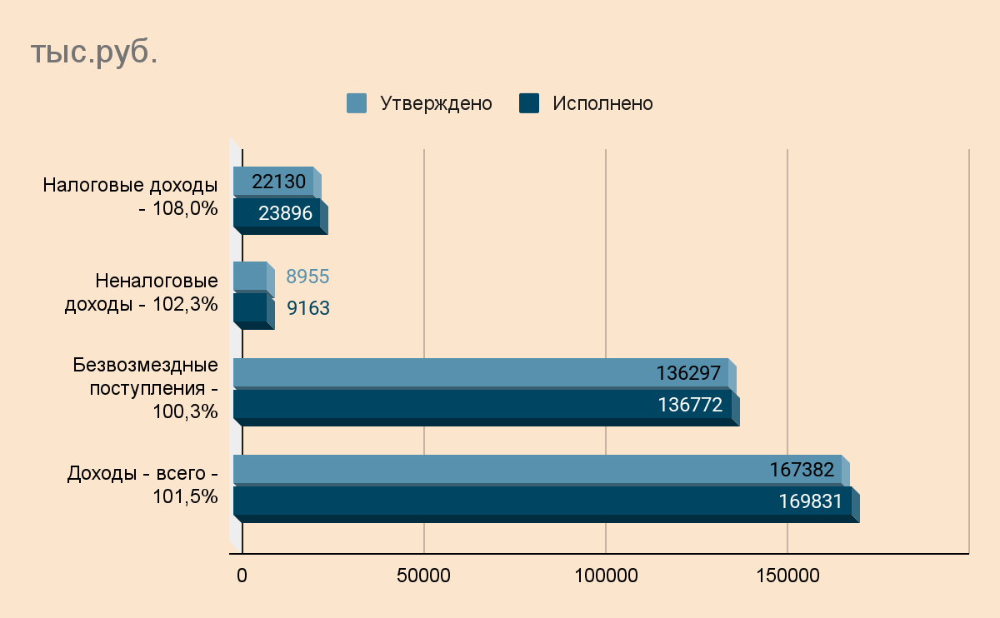 тыс.руб.
Утверждено
Исполнено
Налоговые доходы
- 108,0%
22130
23896
Неналоговые
доходы - 102,3%
8955
9163
Безвозмездные
поступления -
100,3%
136297
136772
Доходы - всего -
101,5%
167382
169831
0
50000
100000
150000